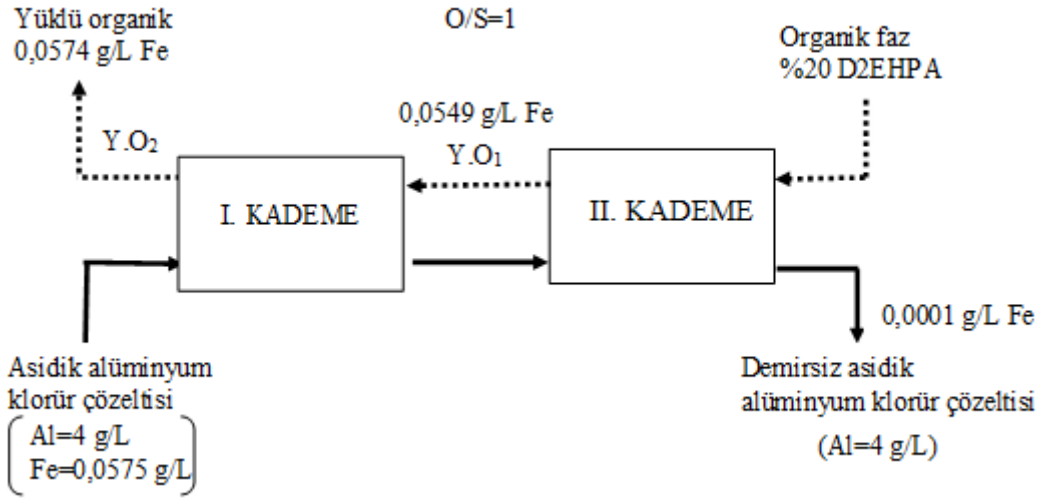 Yüklü organik
0,0574 g/L Fe
O/S=1
Organik faz
%20 D2EHPA
0,0549 g/L Fe
Y.O₂
Y.O₁
I. KADEME
II. KADEME
0,0001 g/L Fe
Asidik alüminyum
klorür çözeltisi
Al=4 g/L
Fe=0,0575 g/L
Demirsiz asidik
alüminyum klorür çözeltisi
(Al=4 g/L)